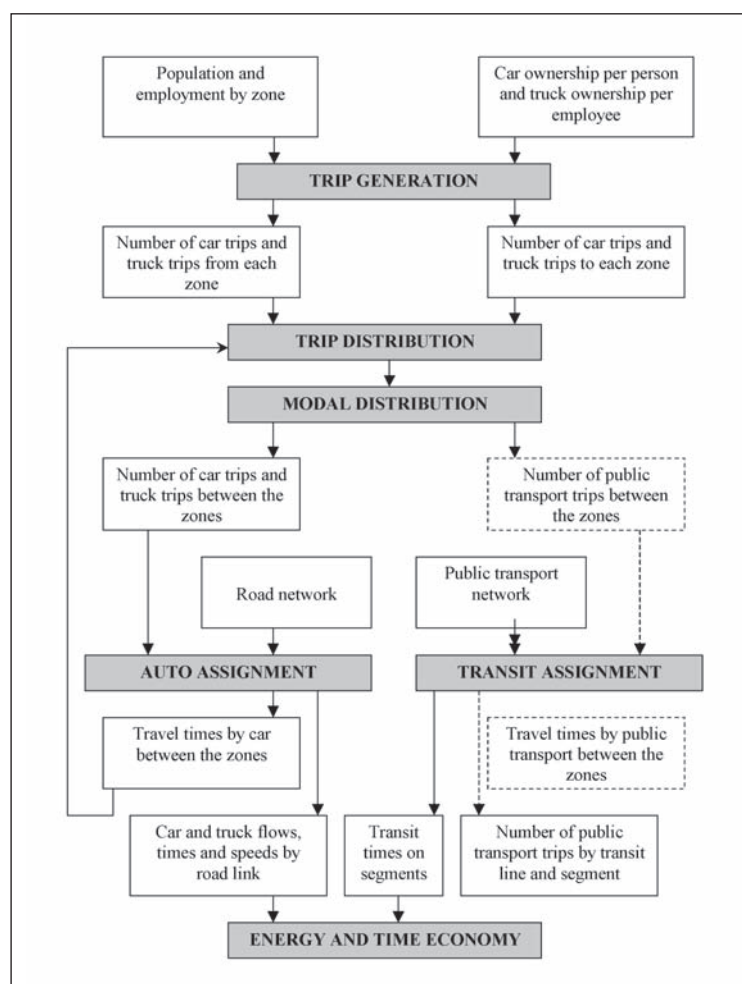 Population and
employment by zone
Car ownership per person
and truck ownership per
employee
TRIP GENERATION
Number of car trips and
truck trips from each
zone
Number of car trips and
truck trips to each zone
TRIP DISTRIBUTION
MODAL DISTRIBUTION
Number of car trips and
truck trips between the
zones
Number of public
transport trips between
the zones
Road network
Public transport
network
AUTO ASSIGNMENT
TRANSIT ASSIGNMENT
Travel times by car
between the zones
Travel times by public
transport between the
zones
Car and truck flows,
times and speeds by
road link
Transit
times on
segments
Number of public
transport trips by transit
line and segment
ENERGY AND TIME ECONOMY